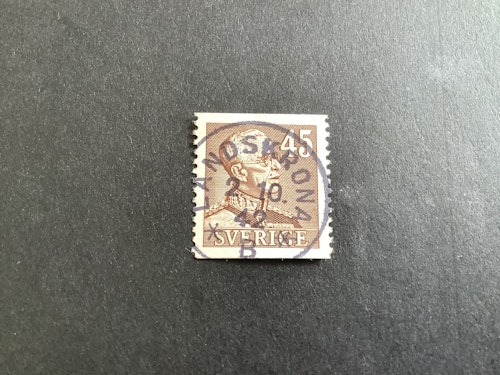 45
LANDSKRONA
2. 10.
42
SVERIGE
B